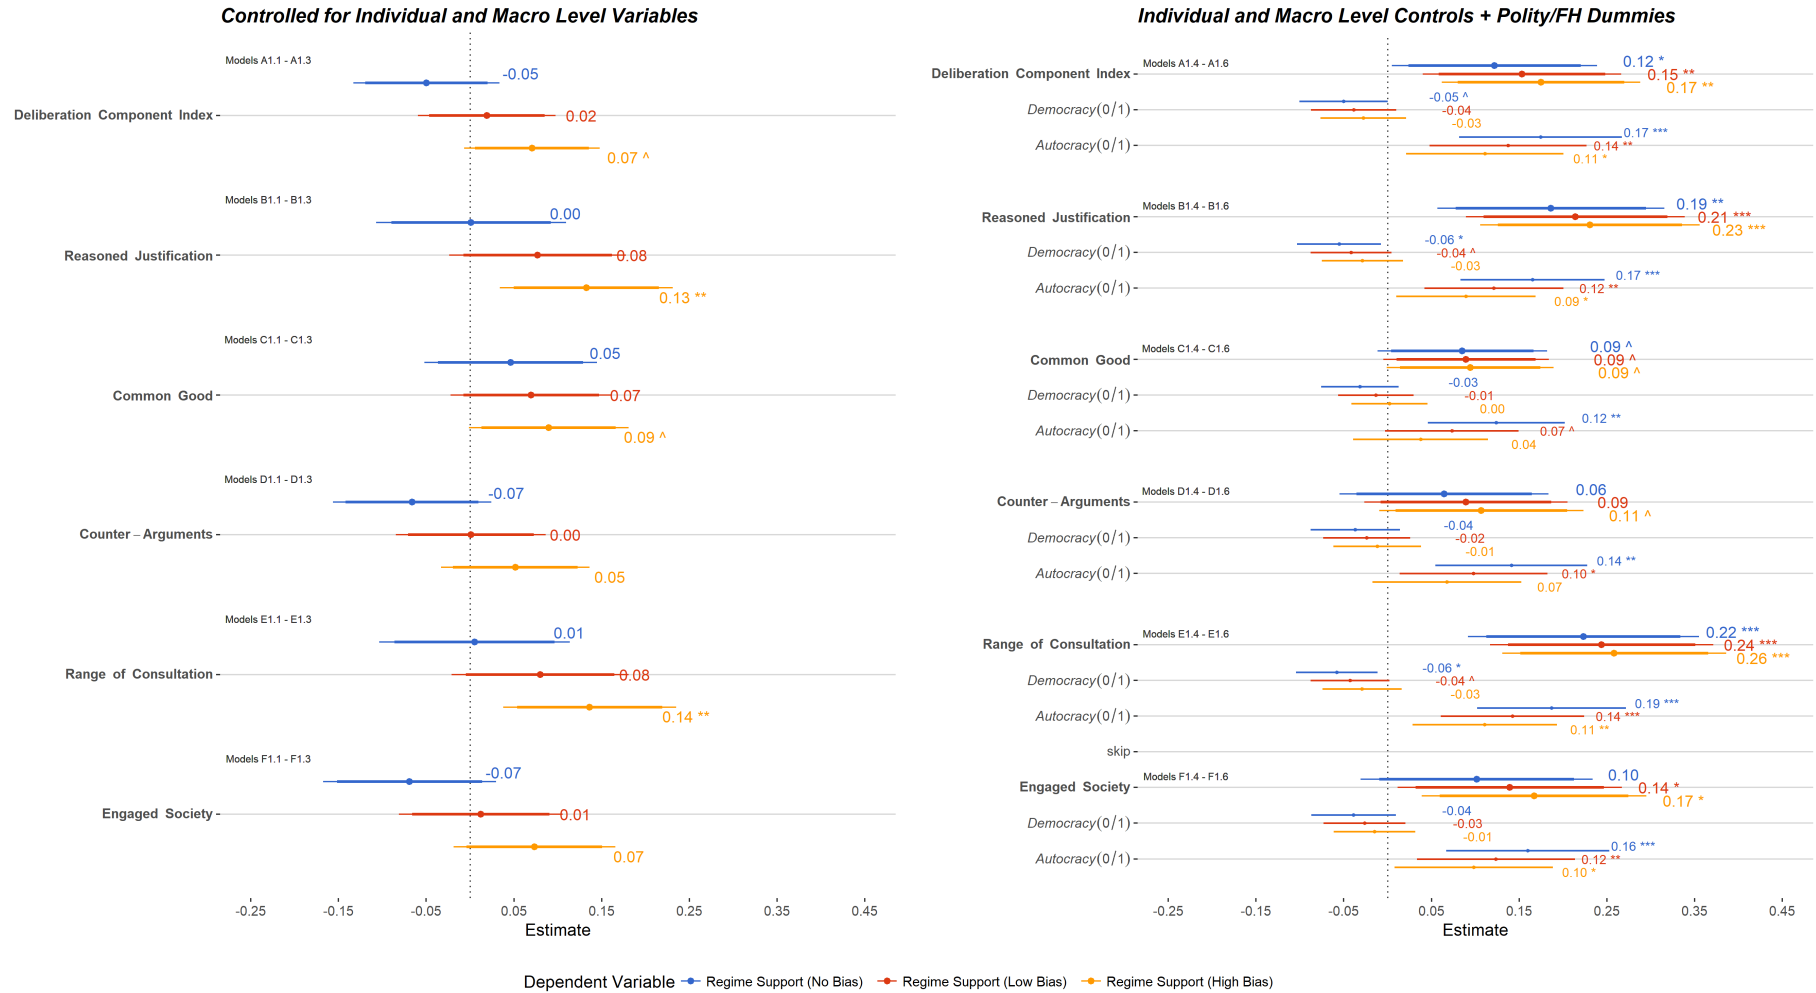 Controlled for Individual and Macro Level Variables
Models A1.1 - A1.3
-0.05
Deliberation Component Index
0.02
0.07 ^
Models B1.1 - B1.3
0.00
Reasoned Justification
0.08
0.13 **
Models C1.1 - C1.3
0.05
Common Good
0.07
0.09 ^
Models D1.1 - D1.3
-0.07
Counter–Arguments
0.00
0.05
Models E1.1 - E1.3
0.01
Range of Consultation
0.08
0.14 **
Models F1.1 - F1.3
-0.07
Engaged Society
0.01
0.07
-0.25 -0.15 -0.05 0.05 0.15 0.25 0.35 0.45
Estimate
Individual and Macro Level Controls + Polity/FH Dummies
Models A1.4 - A1.6
0.12 *
Deliberation Component Index
0.15 **
0.17 **
-0.05 ^
Democracy(0/1)
-0.04
-0.03
0.17 ***
Autocracy(0/1)
0.14 **
0.11 *
Models B1.4 - B1.6
0.19 **
Reasoned Justification
0.21 ***
0.23 ***
-0.06 *
Democracy(0/1)
-0.04 ^
-0.03
0.17 ***
Autocracy(0/1)
0.12 **
0.09 *
Models C1.4 - C1.6
0.09 ^
Common Good
0.09 ^
0.09 ^
-0.03
Democracy(0/1)
-0.01
0.00
0.12 **
Autocracy(0/1)
0.07 ^
0.04
Models D1.4 - D1.6
0.06
Counter–Arguments
0.09
0.11 ^
-0.04
Democracy(0/1)
-0.02
-0.01
0.14 **
Autocracy(0/1)
0.10 *
0.07
Models E1.4 - E1.6
0.22 ***
Range of Consultation
0.24 ***
0.26 ***
-0.06 *
Democracy(0/1)
-0.04 ^
-0.03
0.19 ***
Autocracy(0/1)
0.14 ***
0.11 **
skip
Models F1.4 - F1.6
0.10
Engaged Society
0.14 *
0.17 *
-0.04
Democracy(0/1)
-0.03
-0.01
0.16 ***
Autocracy(0/1)
0.12 **
0.10 *
-0.25 -0.15 -0.05 0.05 0.15 0.25 0.35 0.45
Estimate
Dependent Variable Regime Support (No Bias) Regime Support (Low Bias) Regime Support (High Bias)